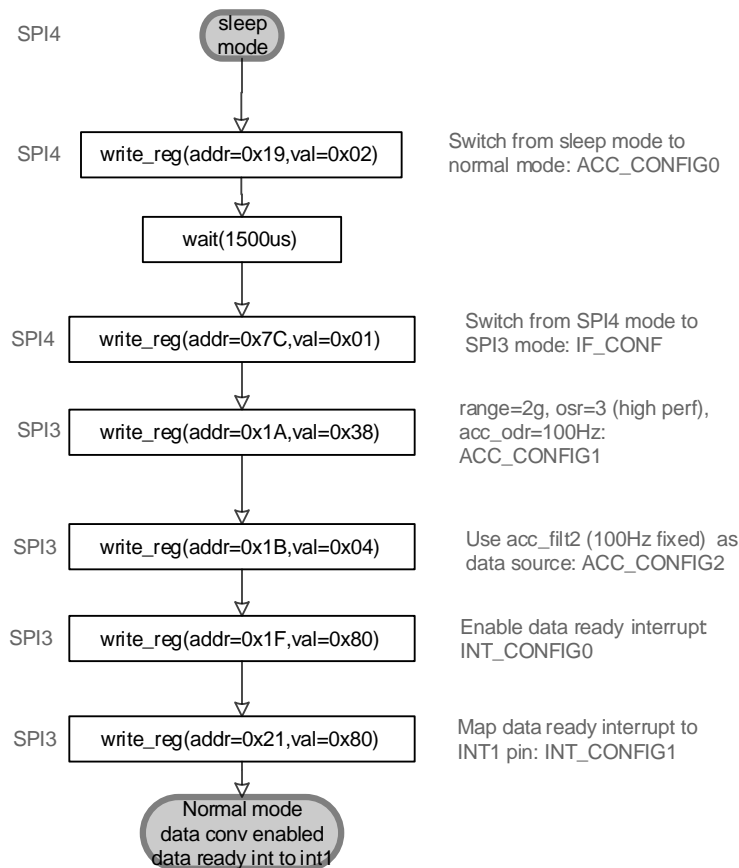 SPI4
sleep
mode
SPI4
write_reg(addr=0x19,val=0x02)
Switch from sleep mode to
normal mode: ACC_CONFIG0
wait(1500us)
SPI4
write_reg(addr=0x7C,val=0x01)
Switch from SPI4 mode to
SPI3 mode: IF_CONF
SPI3
write_reg(addr=0x1A,val=0x38)
range=2g, osr=3 (high perf),
acc_odr=100Hz:
ACC_CONFIG1
SPI3
write_reg(addr=0x1B,val=0x04)
Use acc_filt2 (100Hz fixed) as
data source: ACC_CONFIG2
SPI3
write_reg(addr=0x1F,val=0x80)
Enable data ready interrupt
INT_CONFIG0
SPI3
write_reg(addr=0x21,val=0x80)
Map data ready interrupt to
INT1 pin: INT_CONFIG1
Normal mode
data conv enabled
data ready int to int1